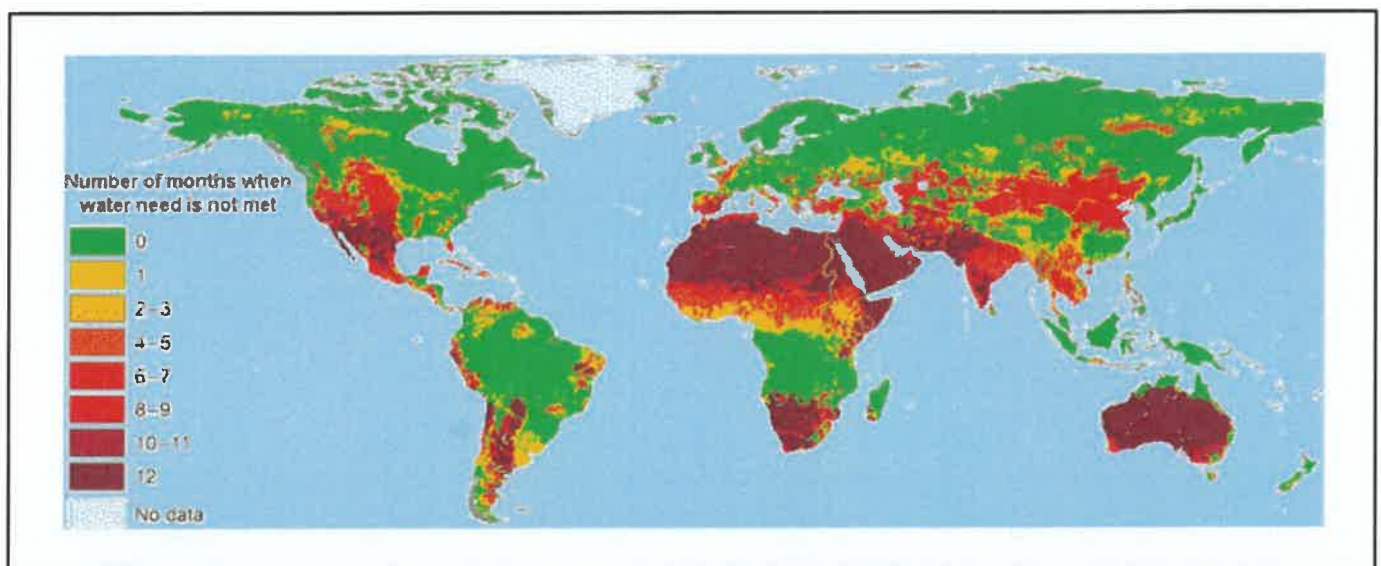 Number of months when
water need is not met
0
1
2–3
4–5
6–7
8–9
10–11
12
No data